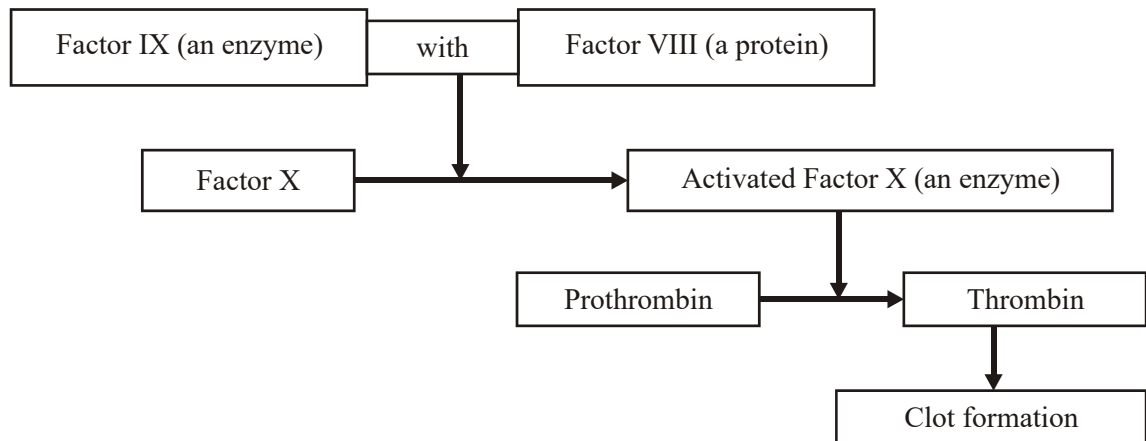 Factor IX (an enzyme)
with
Factor VIII (a protein)
Factor X
Activated Factor X (an enzyme)
Prothrombin
Thrombin
Clot formation